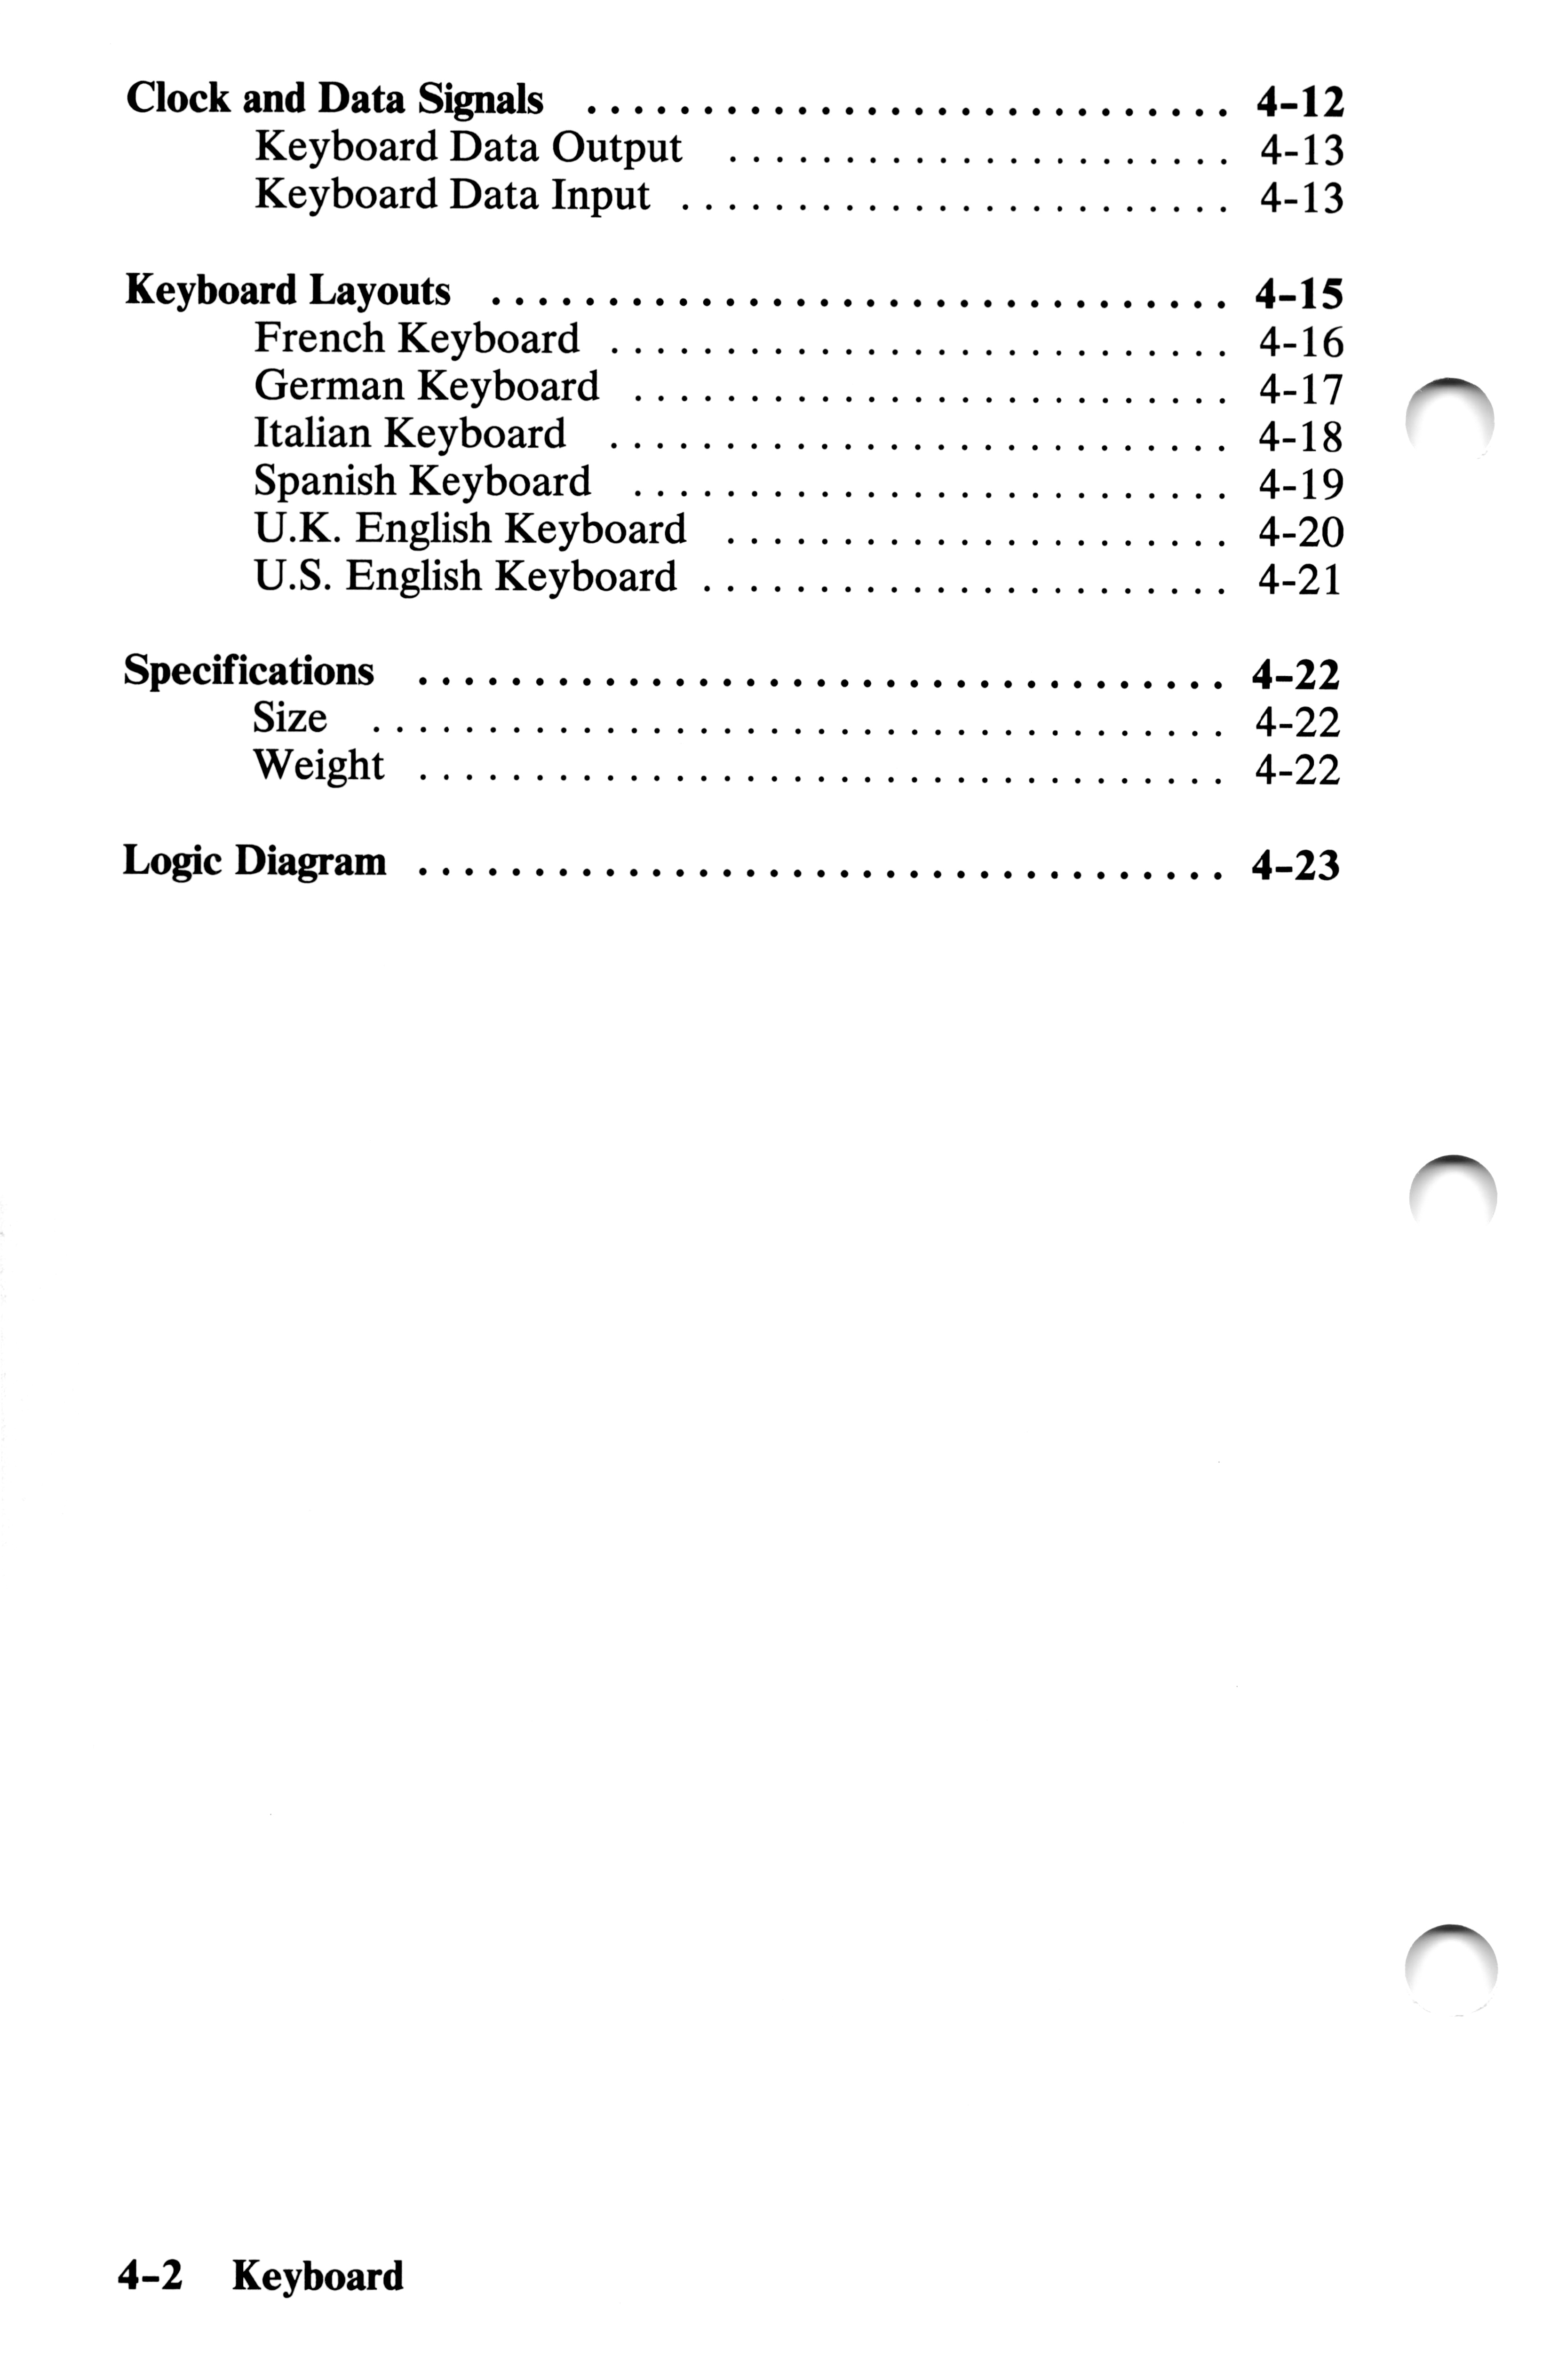 Clock and Data Signals . . . . . . . . . . . . . . . . . . . . . . . . . . . . 4-12
Keyboard Data Output . . . . . . . . . . . . . . . . . . . . . . 4-13
Keyboard Data Input . . . . . . . . . . . . . . . . . . . . . . . . 4-13
Keyboard Layouts . . . . . . . . . . . . . . . . . . . . . . . . . . . . . . . . 4-15
French Keyboard . . . . . . . . . . . . . . . . . . . . . . . . . . . 4-16
German Keyboard . . . . . . . . . . . . . . . . . . . . . . . . . . 4-17
Italian Keyboard . . . . . . . . . . . . . . . . . . . . . . . . . . . 4-18
Spanish Keyboard . . . . . . . . . . . . . . . . . . . . . . . . . . 4-19
U.K. English Keyboard . . . . . . . . . . . . . . . . . . . . . . 4-20
U.S. English Keyboard . . . . . . . . . . . . . . . . . . . . . . . 4-21
Specifications . . . . . . . . . . . . . . . . . . . . . . . . . . . . . . . . . . . 4-22
Size . . . . . . . . . . . . . . . . . . . . . . . . . . . . . . . . . . . . . 4-22
Weight . . . . . . . . . . . . . . . . . . . . . . . . . . . . . . . . . . . 4-22
Logic Diagram . . . . . . . . . . . . . . . . . . . . . . . . . . . . . . . . . . . 4-23
4-2 Keyboard